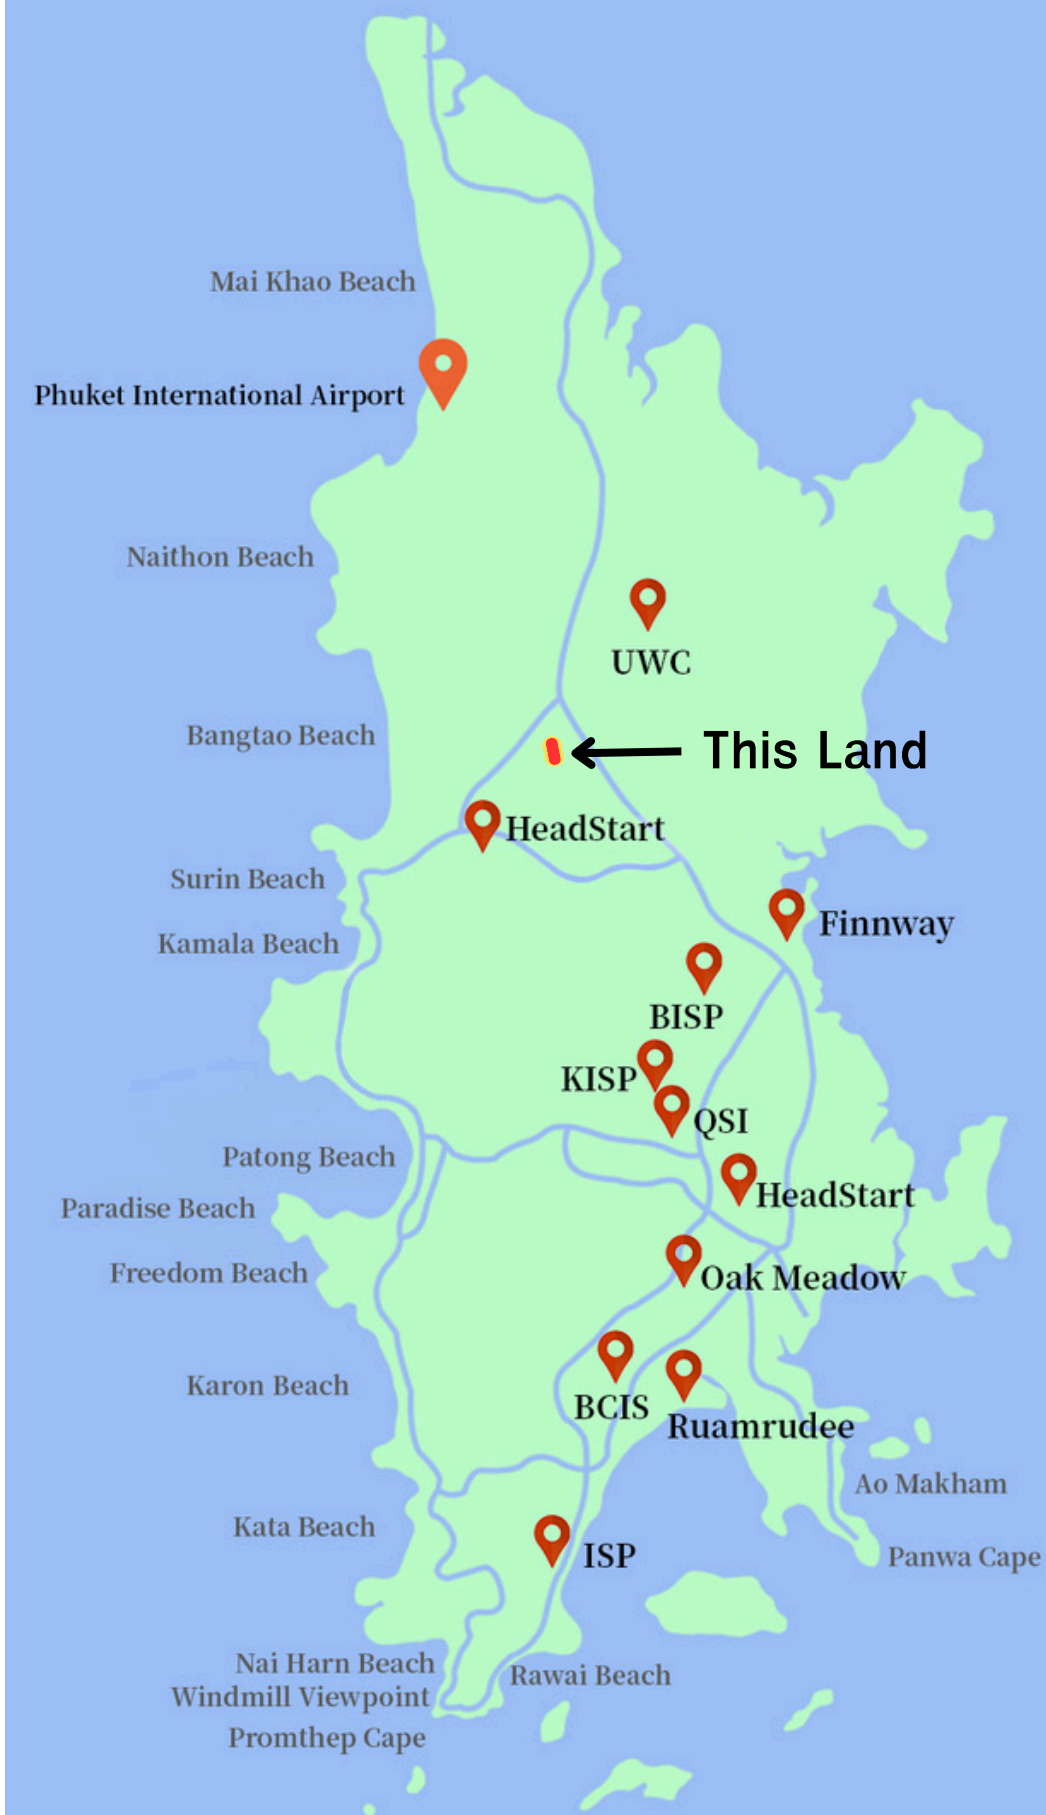 Mai Khao Beach
Phuket International Airport
Naithon Beach
UWC
Bangtao Beach
This Land
HeadStart
Surin Beach
Finnway
Kamala Beach
BISP
KISP
QSI
Patong Beach
HeadStart
Paradise Beach
Freedom Beach
Oak Meadow
Karon Beach
BCIS
Ruamrudee
Ao Makham
Kata Beach
ISP
Panwa Cape
Nai Harn Beach
Rawai Beach
Windmill Viewpoint
Promthep Cape